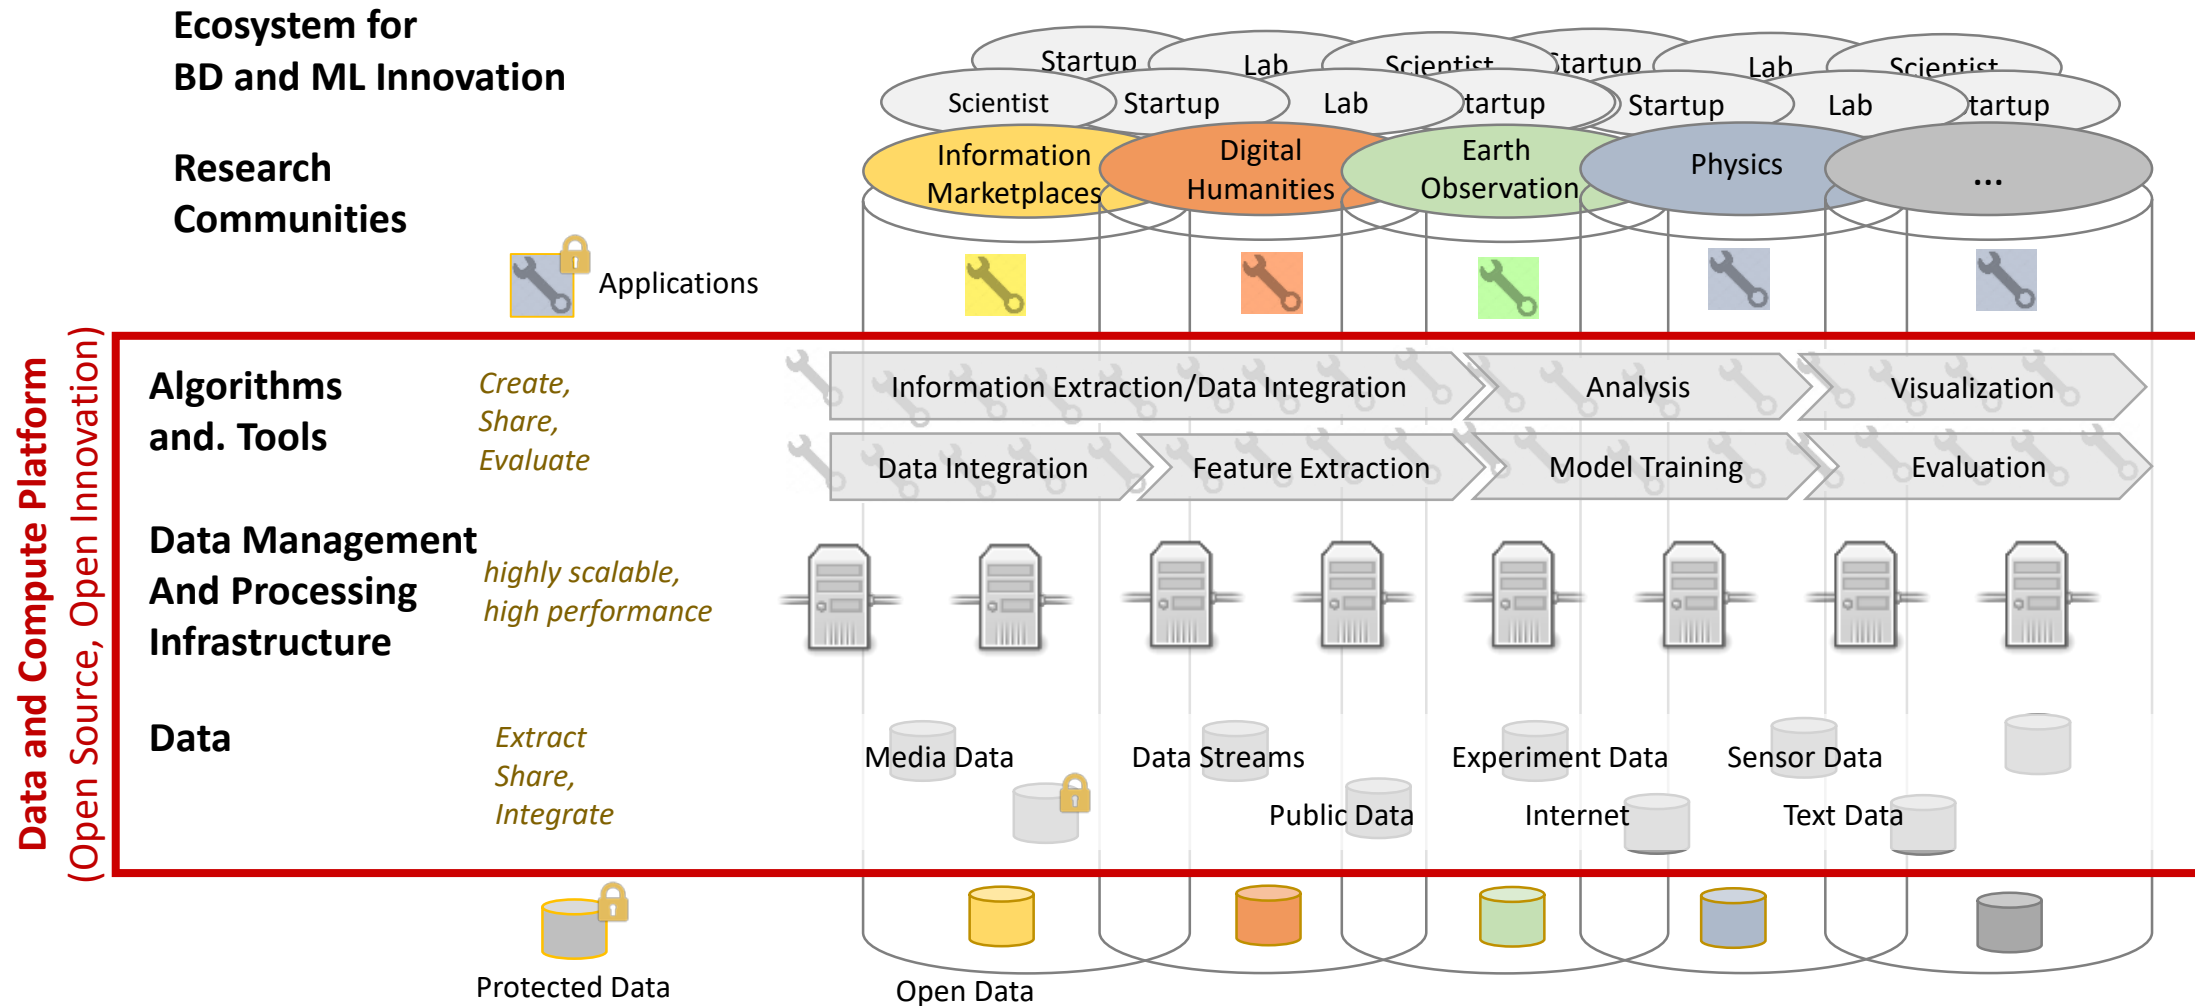 Ecosystem for
BD and ML Innovation
Startup
Lab
Scientist
Startup
Lab
Scientist
Scientist
Startup
Lab
tartup
Startup
Lab
tartup
Research
Communities
Information
Marketplaces
Digital
Humanities
Earth
Observation
Physics
...
Applications
Data and Compute Platform
(Open Source, Open Innovation)
Algorithms
and. Tools
Create,
Share,
Evaluate
Information Extraction/Data Integration
Analysis
Visualization
Data Integration
Feature Extraction
Model Training
Evaluation
Data Management
And Processing
Infrastructure
highly scalable,
high performance
Data
Extract
Share,
Integrate
Media Data
Data Streams
Experiment Data
Sensor Data
Public Data
Internet
Text Data
Protected Data
Open Data